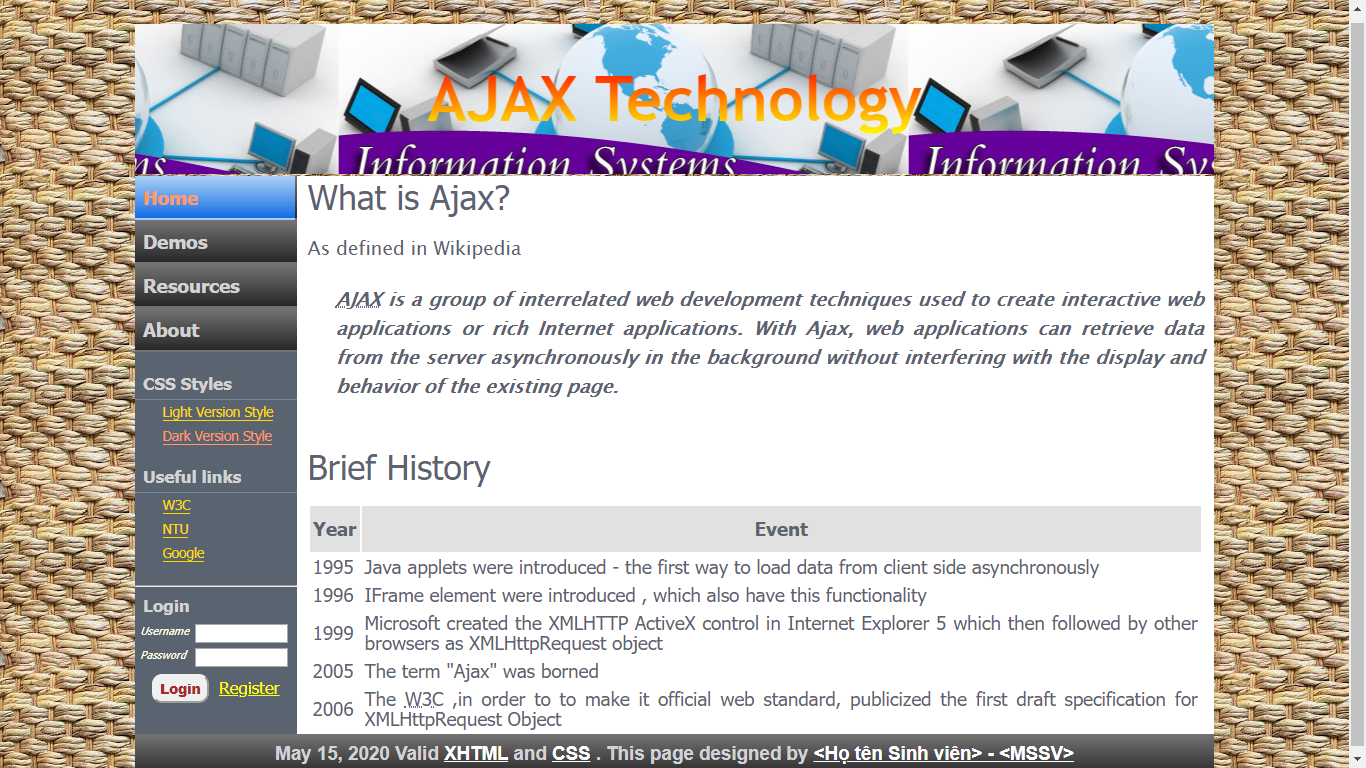 AJAX Technology
ms Information Systems Information Sys
Home
Demos
Resources
About
CSS Styles
Light Version Style
Dark Version Style
Useful links
W3C
NTU
Google
Login
Username
Password
Login Register
What is Ajax?
As defined in Wikipedia
AJAX is a group of interrelated web development techniques used to create interactive web
applications or rich Internet applications. With Ajax, web applications can retrieve data
from the server asynchronously in the background without interfering with the display and
behavior of the existing page.
Brief History
Year Event
1995 Java applets were introduced - the first way to load data from client side asynchronously
1996 IFrame element were introduced , which also have this functionality
1999 Microsoft created the XMLHTTP ActiveX control in Internet Explorer 5 which then followed by other
browsers as XMLHttpRequest object
2005 The term "Ajax" was borned
2006 The W3C ,in order to to make it official web standard, publicized the first draft specification for
XMLHttpRequest Object
May 15, 2020 Valid XHTML and CSS . This page designed by <Họ tên Sinh viên> - <MSSV>